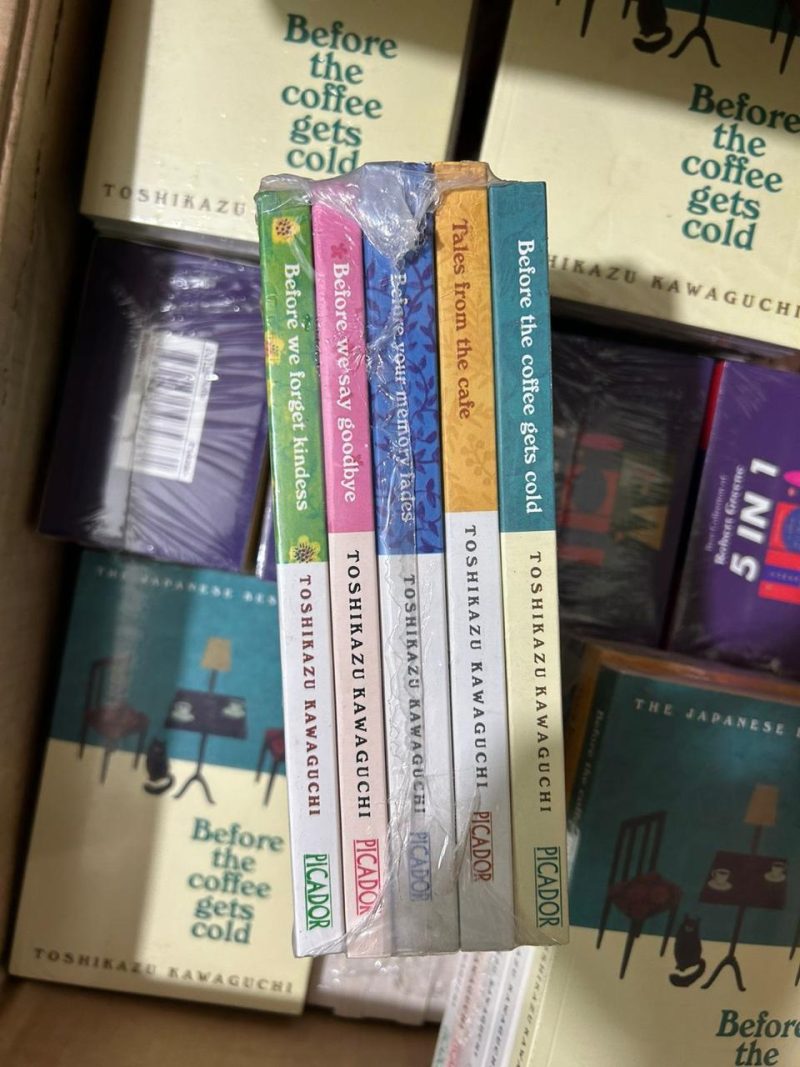 Before
the
coffee
gets
cold
TOSHIKAZU
Before
the
coffee
gets
cold
KAWAGUCHI
Before we forget kindess
TOSHIKAZU KAWAGUCHI
PICADOR
Before we say goodbye
TOSHIKAZU KAWAGUCHI
PICADOR
Before your memory fades
TOSHIKAZU KAWAGUCHI
PICADOR
Tales from the cafe
TOSHIKAZU KAWAGUCHI
PICADOR
Before the coffee gets cold
TOSHIKAZU KAWAGUCHI
PICADOR
Robert Greene
5 IN 1
THE JAPANESE BES
Before
the
coffee
gets
cold
TOSHIKAZU KAWAGUCHI
THE JAPANESE
Before
the